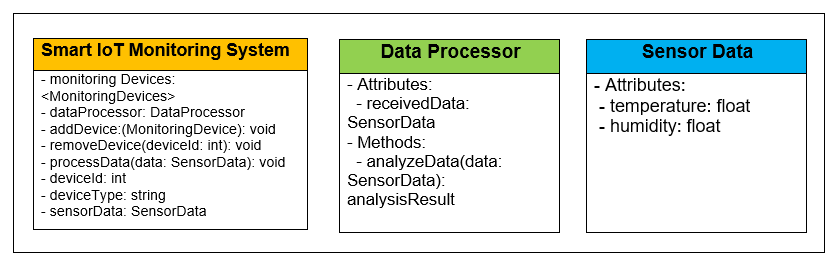 Smart IoT Monitoring System
- monitoring Devices:
<MonitoringDevices>
- dataProcessor: DataProcessor
- addDevice:(MonitoringDevice): void
- removeDevice(deviceId: int): void
- processData(data: SensorData): void
- deviceId: int
- deviceType: string
- sensorData: SensorData
Data Processor
- Attributes:
- receivedData:
SensorData
- Methods:
- analyzeData(data:
SensorData):
analysisResult
Sensor Data
- Attributes:
- temperature: float
- humidity: float